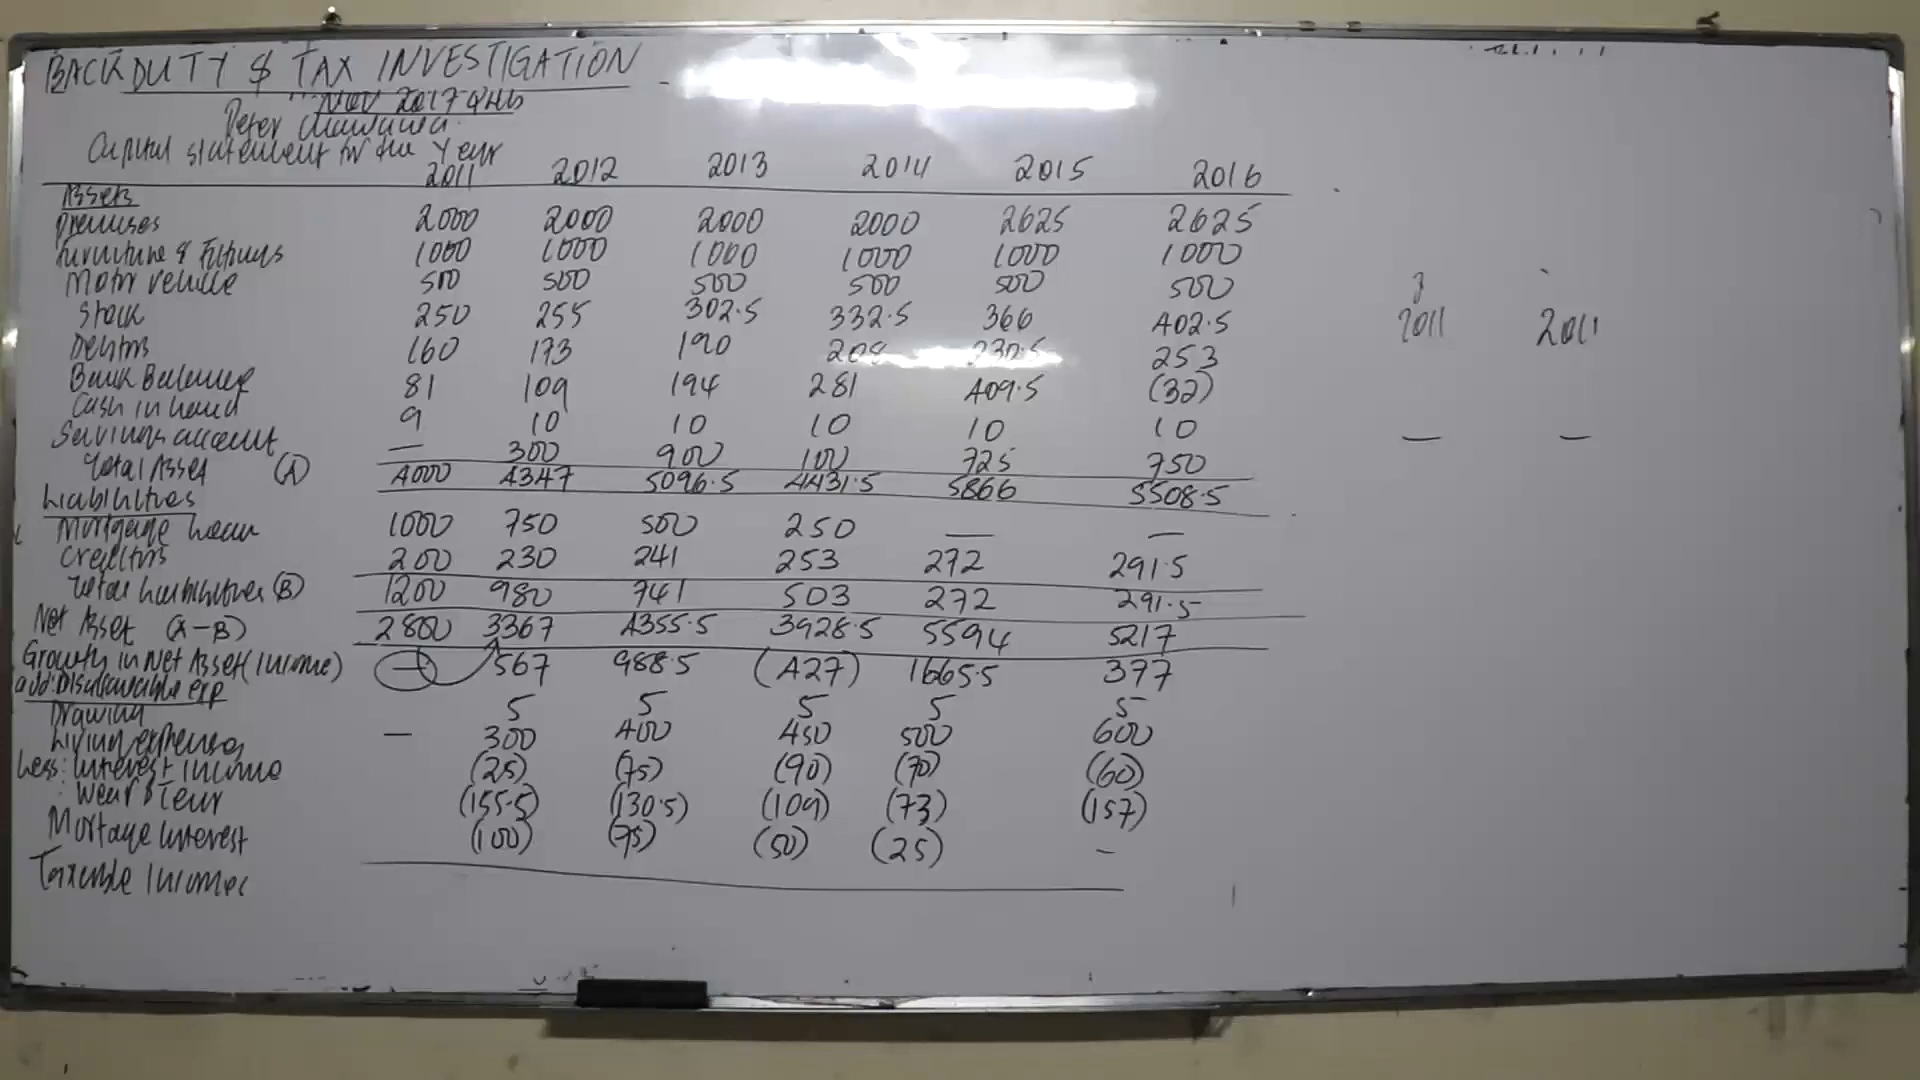 BACK DUTY $ TAX INVESTIGATION
NOV 2017 Q4b
Peter
Capital statement for the Year
2011 2012 2013 2014 2015 2016
Assets
Premises 2000 2000 2000 2000 2625 2625
Furniture & Fittings 1000 1000 1000 1000 1000 1000
Motor vehicle 500 500 500 500 500 500
Stock 250 255 302.5 332.5 366 402.5
Debtors 160 173 190 208 230.5 253
Bank Balance 81 109 194 281 409.5 (32)
Cash in hand 9 10 10 10 10 10
Savings account — 300 900 100 725 750
Total Asset (A) 4000 4347 5096.5 4431.5 5866 5508.5
Liabilities
Mortgage Loan 1000 750 500 250 — —
Creditors 200 230 241 253 272 291.5
Total Liabilities (B) 1200 980 741 503 272 291.5
Net Asset (A-B) 2800 3367 4355.5 3928.5 5594 5217
Growth in Net Asset (Income) — 567 988.5 (427) 1665.5 377
add: Disallowable exp
Drawing 5 5 5 5 5
Living expenses — 300 400 450 500 600
Less: Interest Income (25) (75) (90) (70) (60)
: Wear $ Tear (155.5) (130.5) (109) (73) (157)
Mortage Interest (100) (75) (50) (25) -
Taxable Income
2011 2011
— —